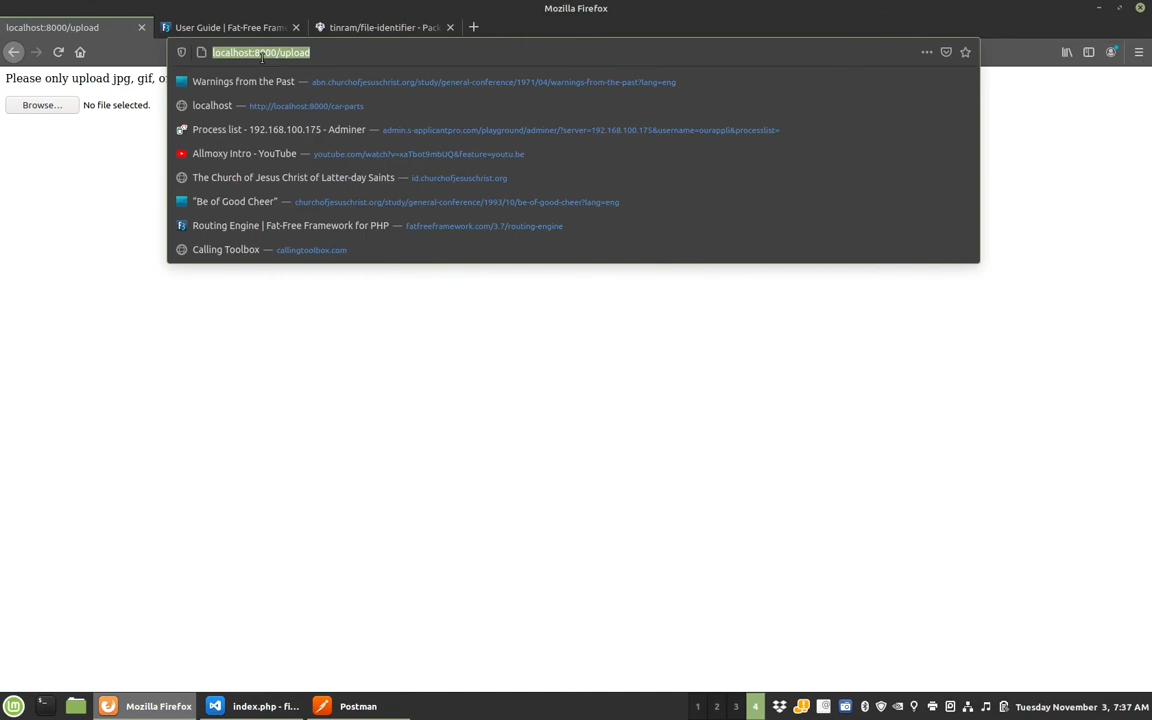 Mozilla Firefox
localhost:8000/upload
User Guide | Fat-Free Fram
tinram/file-identifier - Pack
localhost:8000/upload
Please only upload jpg, gif, o
Browse... No file selected.
Warnings from the Past — abn.churchofjesuschrist.org/study/general-conference/1971/04/warnings-from-the-past?lang=eng
localhost — http://localhost:8000/car-parts
Process list - 192.168.100.175 - Adminer — admin.s-applicantpro.com/playground/adminer/?server=192.168.100.175&username=ourappli&processlist=
Allmoxy Intro - YouTube — youtube.com/watch?v=xaTbot9mbUQ&feature=youtu.be
The Church of Jesus Christ of Latter-day Saints — id.churchofjesuschrist.org
"Be of Good Cheer" — churchofjesuschrist.org/study/general-conference/1993/10/be-of-good-cheer?lang=eng
Routing Engine | Fat-Free Framework for PHP — fatfreeframework.com/3.7/routing-engine
Calling Toolbox — callingtoolbox.com
Mozilla Firefox
index.php - fi...
Postman
1 2 3 4
Tuesday November 3, 7:37 AM